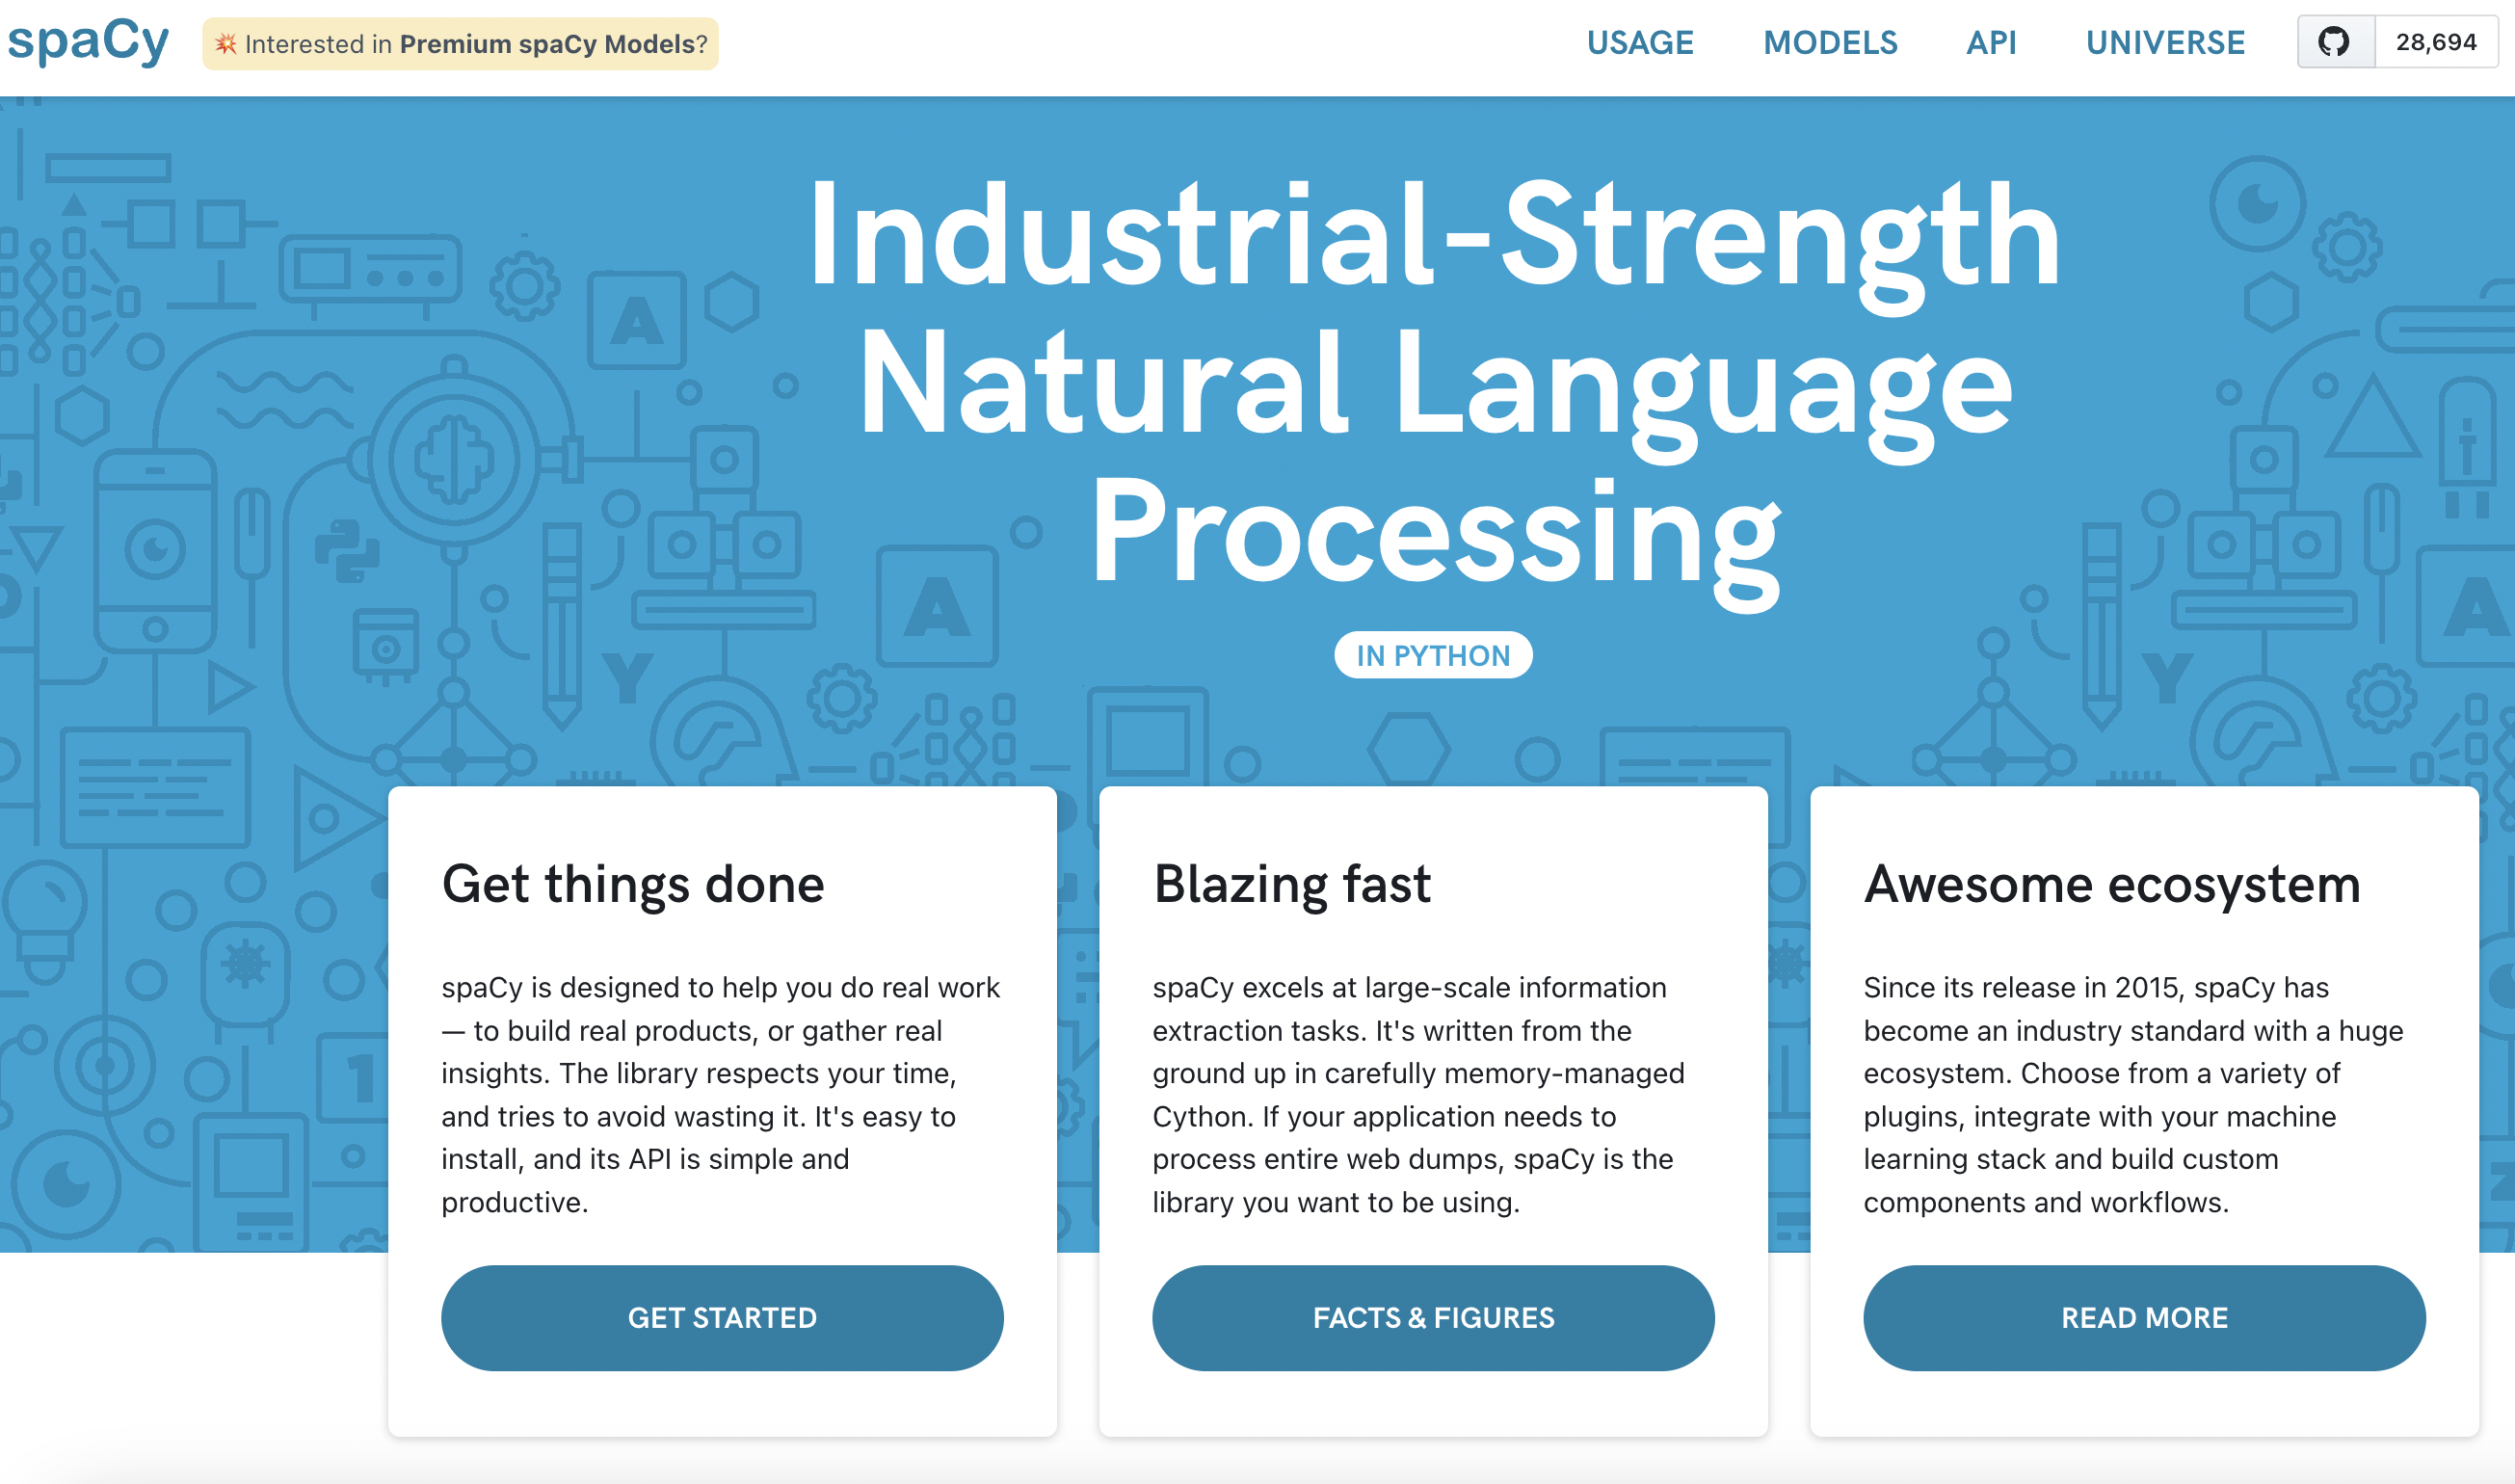 spaCy
💥 Interested in Premium spaCy Models?
USAGE
MODELS
API
UNIVERSE
28,694
Industrial-Strength
Natural Language
Processing
IN PYTHON
A
A
A
Y
Y
1
Get things done
spaCy is designed to help you do real work
— to build real products, or gather real
insights. The library respects your time,
and tries to avoid wasting it. It's easy to
install, and its API is simple and
productive.
GET STARTED
Blazing fast
spaCy excels at large-scale information
extraction tasks. It's written from the
ground up in carefully memory-managed
Cython. If your application needs to
process entire web dumps, spaCy is the
library you want to be using.
FACTS & FIGURES
Awesome ecosystem
Since its release in 2015, spaCy has
become an industry standard with a huge
ecosystem. Choose from a variety of
plugins, integrate with your machine
learning stack and build custom
components and workflows.
READ MORE